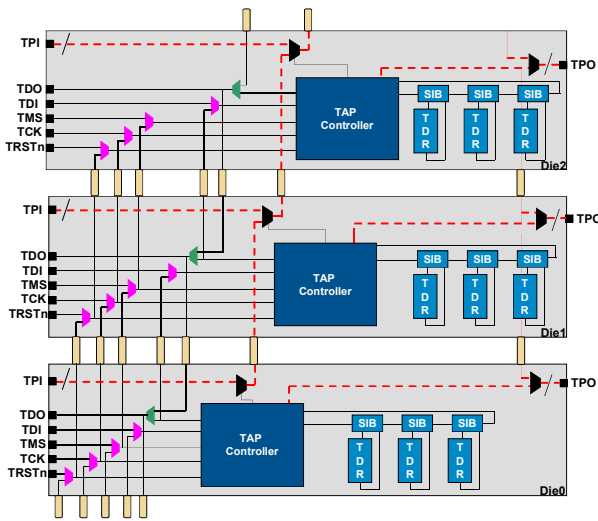 TPI
TPO
TDO
TDI
TMS
TCK
TRSTn
TAP
Controller
SIB SIB SIB
T D R
T D R
T D R
Die2
TPI
TPO
TDO
TDI
TMS
TCK
TRSTn
TAP
Controller
SIB SIB SIB
T D R
T D R
T D R
Die1
TPI
TPO
TDO
TDI
TMS
TCK
TRSTn
TAP
Controller
SIB SIB SIB
T D R
T D R
T D R
Die0